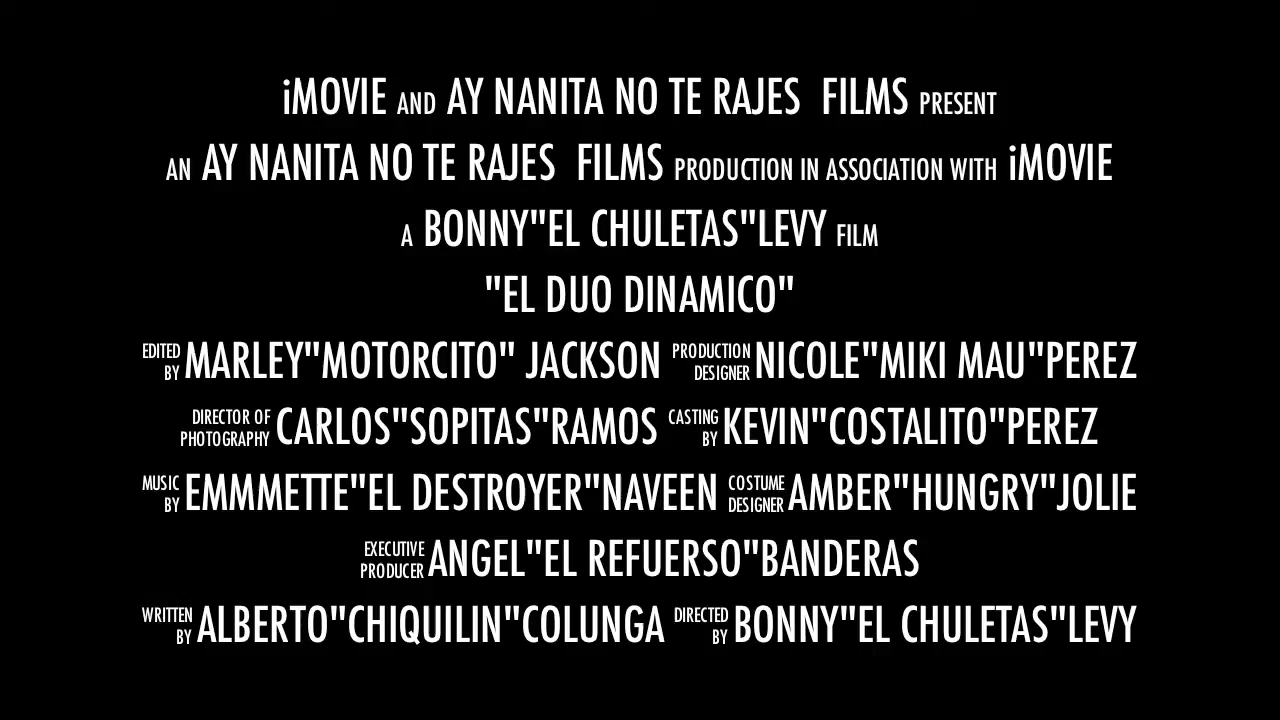 iMOVIE AND AY NANITA NO TE RAJES  FILMS PRESENT
AN AY NANITA NO TE RAJES  FILMS PRODUCTION IN ASSOCIATION WITH iMOVIE
A BONNY"EL CHULETAS"LEVY FILM
"EL DUO DINAMICO"
EDITED BY MARLEY"MOTORCITO" JACKSON PRODUCTION DESIGNER NICOLE"MIKI MAU"PEREZ
DIRECTOR OF PHOTOGRAPHY CARLOS"SOPITAS"RAMOS CASTING BY KEVIN"COSTALITO"PEREZ
MUSIC BY EMMMETTE"EL DESTROYER"NAVEEN COSTUME DESIGNER AMBER"HUNGRY"JOLIE
EXECUTIVE PRODUCER ANGEL"EL REFUERSO"BANDERAS
WRITTEN BY ALBERTO"CHIQUILIN"COLUNGA DIRECTED BY BONNY"EL CHULETAS"LEVY